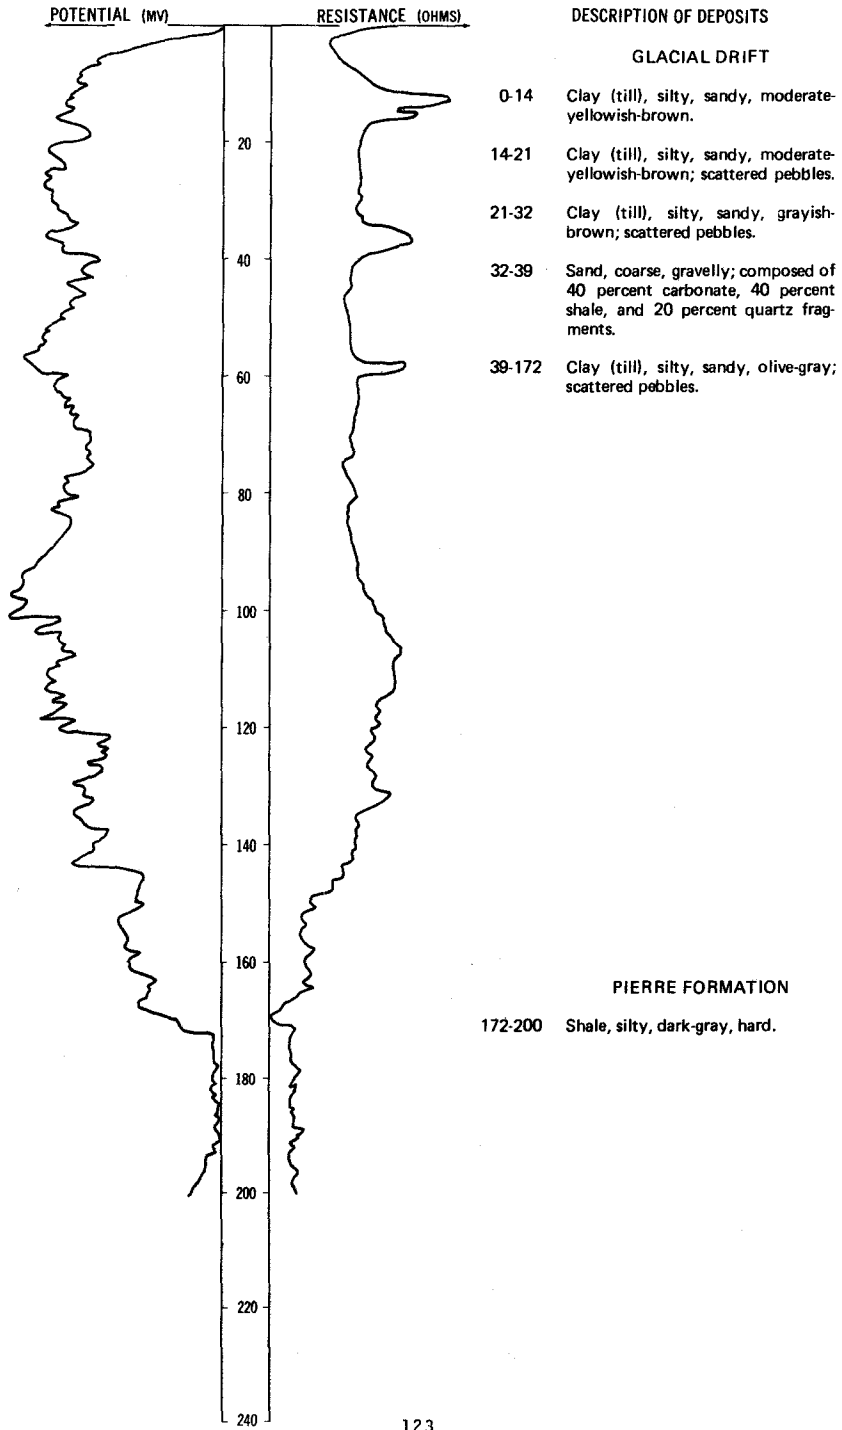 POTENTIAL (MV)
RESISTANCE (OHMS)
DESCRIPTION OF DEPOSITS
GLACIAL DRIFT
0-14 Clay (till), silty, sandy, moderate-
yellowish-brown.
14-21 Clay (till), silty, sandy, moderate-
yellowish-brown; scattered pebbles.
21-32 Clay (till), silty, sandy, grayish-
brown; scattered pebbles.
32-39 Sand, coarse, gravelly; composed of
40 percent carbonate, 40 percent
shale, and 20 percent quartz frag-
ments.
39-172 Clay (till), silty, sandy, olive-gray;
scattered pebbles.
PIERRE FORMATION
172-200 Shale, silty, dark-gray, hard.
20
40
60
80
100
120
140
160
180
200
220
240
123